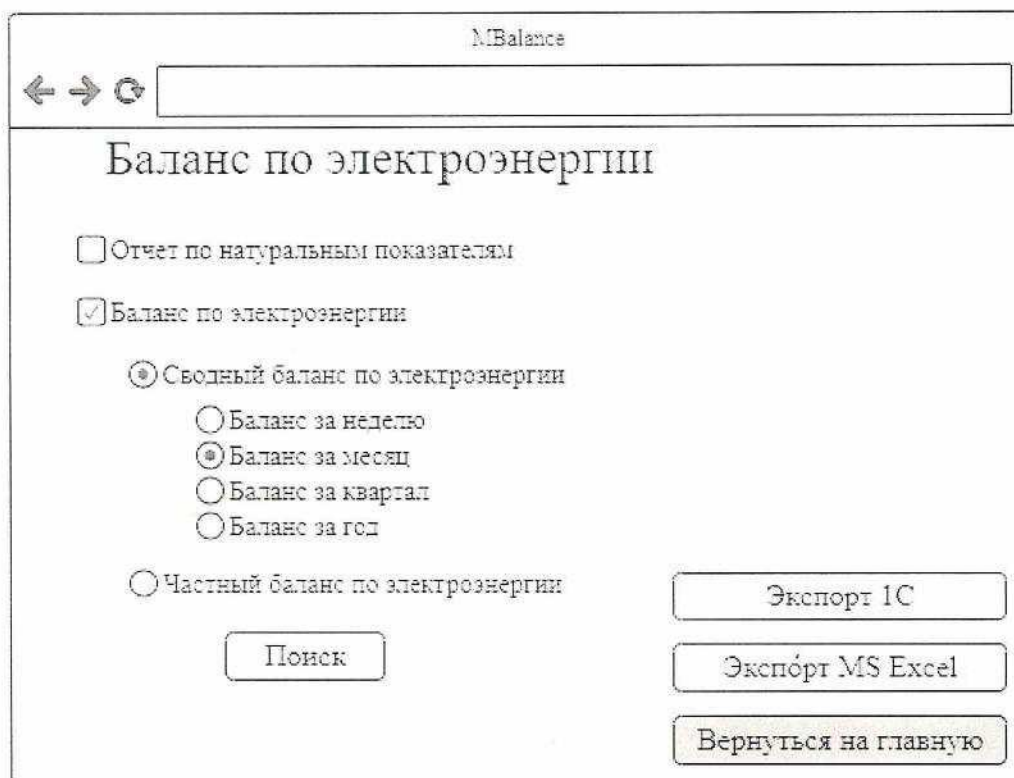 MBalance
Баланс по электроэнергии
Отчет по натуральным показателям
Баланс по электроэнергии
Сводный баланс по электроэнергии
Баланс за неделю
Баланс за месяц
Баланс за квартал
Баланс за год
Частный баланс по электроэнергии
Экспорт 1С
Поиск
Экспорт MS Excel
Вернуться на главную